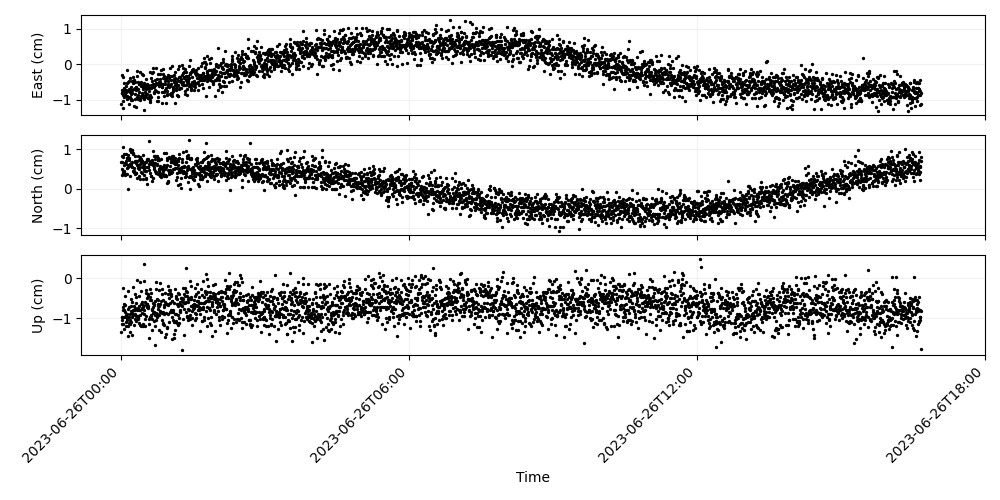 East (cm)
1
0
−1
North (cm)
1
0
−1
Up (cm)
0
−1
2023-06-26T00:00
2023-06-26T06:00
2023-06-26T12:00
2023-06-26T18:00
Time